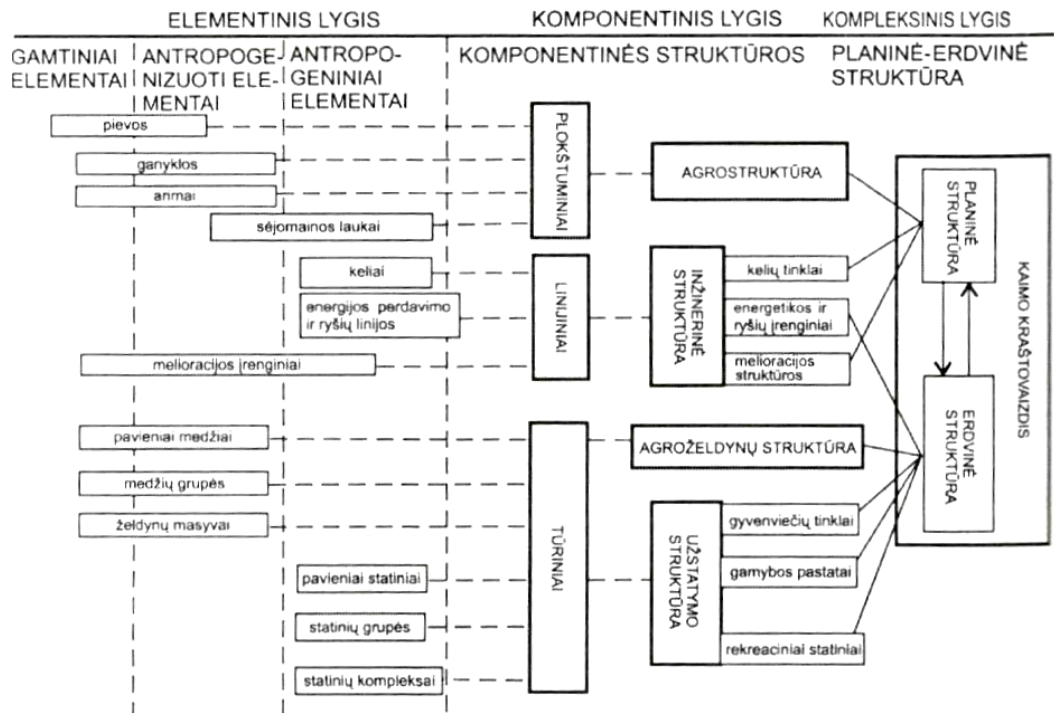 ELEMENTINIS LYGIS
KOMPONENTINIS LYGIS
KOMPLEKSINIS LYGIS
GAMTINIAI
ELEMENTAI
ANTROPOGE-
NIZUOTI ELE-
MENTAI
ANTROPO-
GENINIAI
ELEMENTAI
KOMPONENTINĖS STRUKTŪROS
PLANINĖ-ERDVINĖ
STRUKTŪRA
pievos
ganyklos
arimai
sėjomainos laukai
keliai
energijos perdavimo
ir ryšių linijos
melioracijos įrenginiai
pavieniai medžiai
medžių grupės
želdynų masyvai
pavieniai statiniai
statinių grupės
statinių kompleksai
PLOKŠTUMINIAI
LINIJINIAI
TŪRINIAI
AGROSTRUKTŪRA
INŽINERINĖ
STRUKTŪRA
kelių tinklai
energetikos ir
ryšių įrenginiai
melioracijos
struktūros
AGROŽELDYNŲ STRUKTŪRA
UŽSTATYMO
STRUKTŪRA
gyvenviečių tinklai
gamybos pastatai
rekreaciniai statiniai
PLANINĖ
STRUKTŪRA
ERDVINĖ
STRUKTŪRA
KAIMO KRAŠTOVAIZDIS